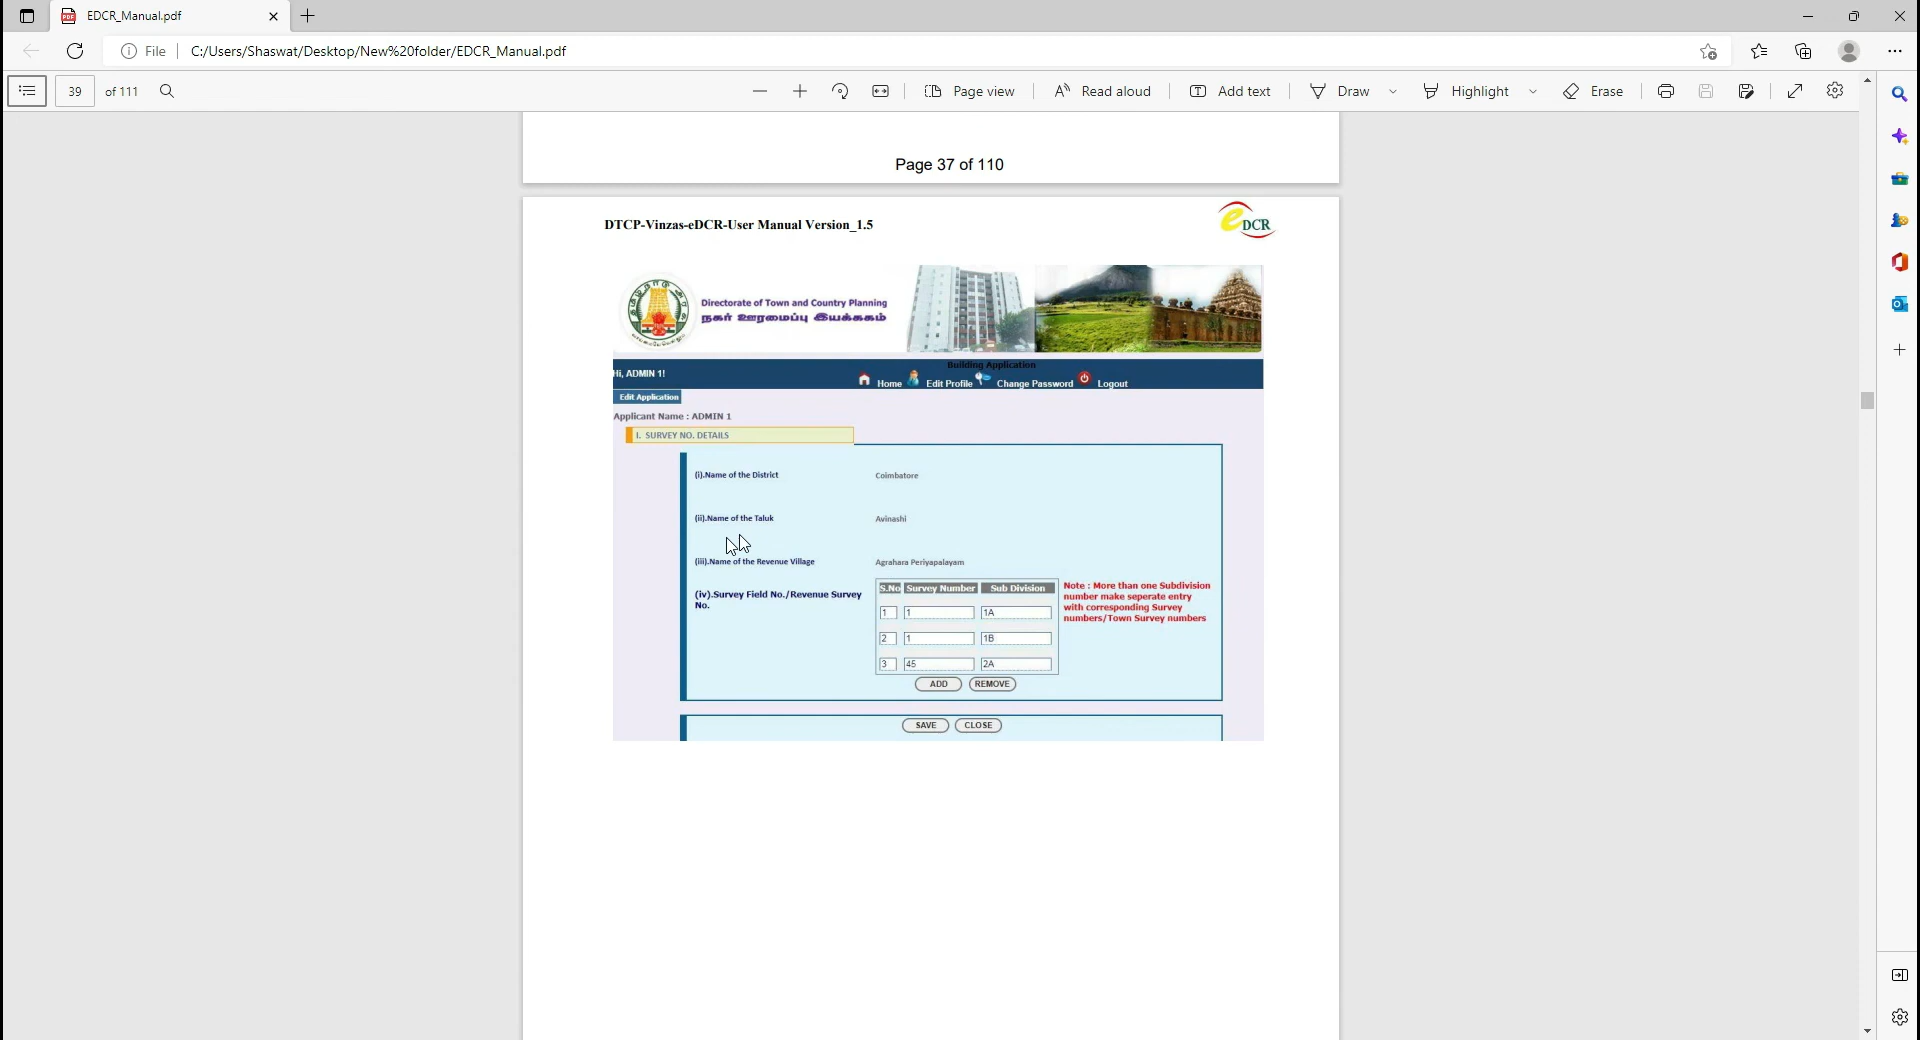 EDCR_Manual.pdf
File
C:/Users/Shaswat/Desktop/New%20folder/EDCR_Manual.pdf
39 of 111
Page view
Read aloud
Add text
Draw
Highlight
Erase
Page 37 of 110
DTCP-Vinzas-eDCR-User Manual Version_1.5
eDCR
Directorate of Town and Country Planning
நகர் ஊரமைப்பு இயக்ககம்
Building Application
Hi, ADMIN 1!
Home Edit Profile Change Password Logout
Edit Application
Applicant Name : ADMIN 1
I. SURVEY NO. DETAILS
(i).Name of the District Coimbatore
(ii).Name of the Taluk Avinashi
(iii).Name of the Revenue Village Agrahara Periyapalayam
(iv).Survey Field No./Revenue Survey
No.
S.No Survey Number Sub Division
1 1 1A
2 1 1B
3 45 2A
Note : More than one Subdivision
number make seperate entry
with corresponding Survey
numbers/Town Survey numbers
ADD REMOVE
SAVE CLOSE